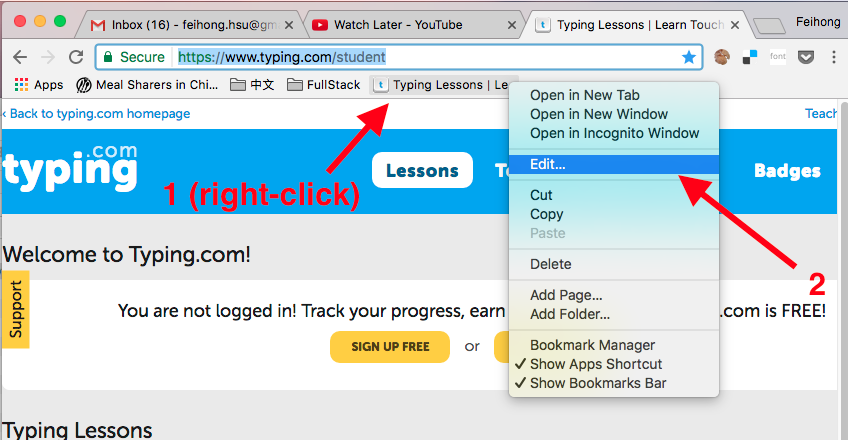 Inbox (16) - feihong.hsu@gm
Watch Later - YouTube
Typing Lessons | Learn Touch
Feihong
Secure
https://www.typing.com/student
font
Apps
Meal Sharers in Chi...
中文
FullStack
Typing Lessons | Le
‹ Back to typing.com homepage
Teach
typing.com
Lessons
Te
Badges
1 (right-click)
Open in New Tab
Open in New Window
Open in Incognito Window
Edit...
Cut
Copy
Paste
Delete
Add Page...
Add Folder...
Bookmark Manager
✓ Show Apps Shortcut
✓ Show Bookmarks Bar
2
Welcome to Typing.com!
Support
You are not logged in! Track your progress, earn
.com is FREE!
SIGN UP FREE
or
Typing Lessons